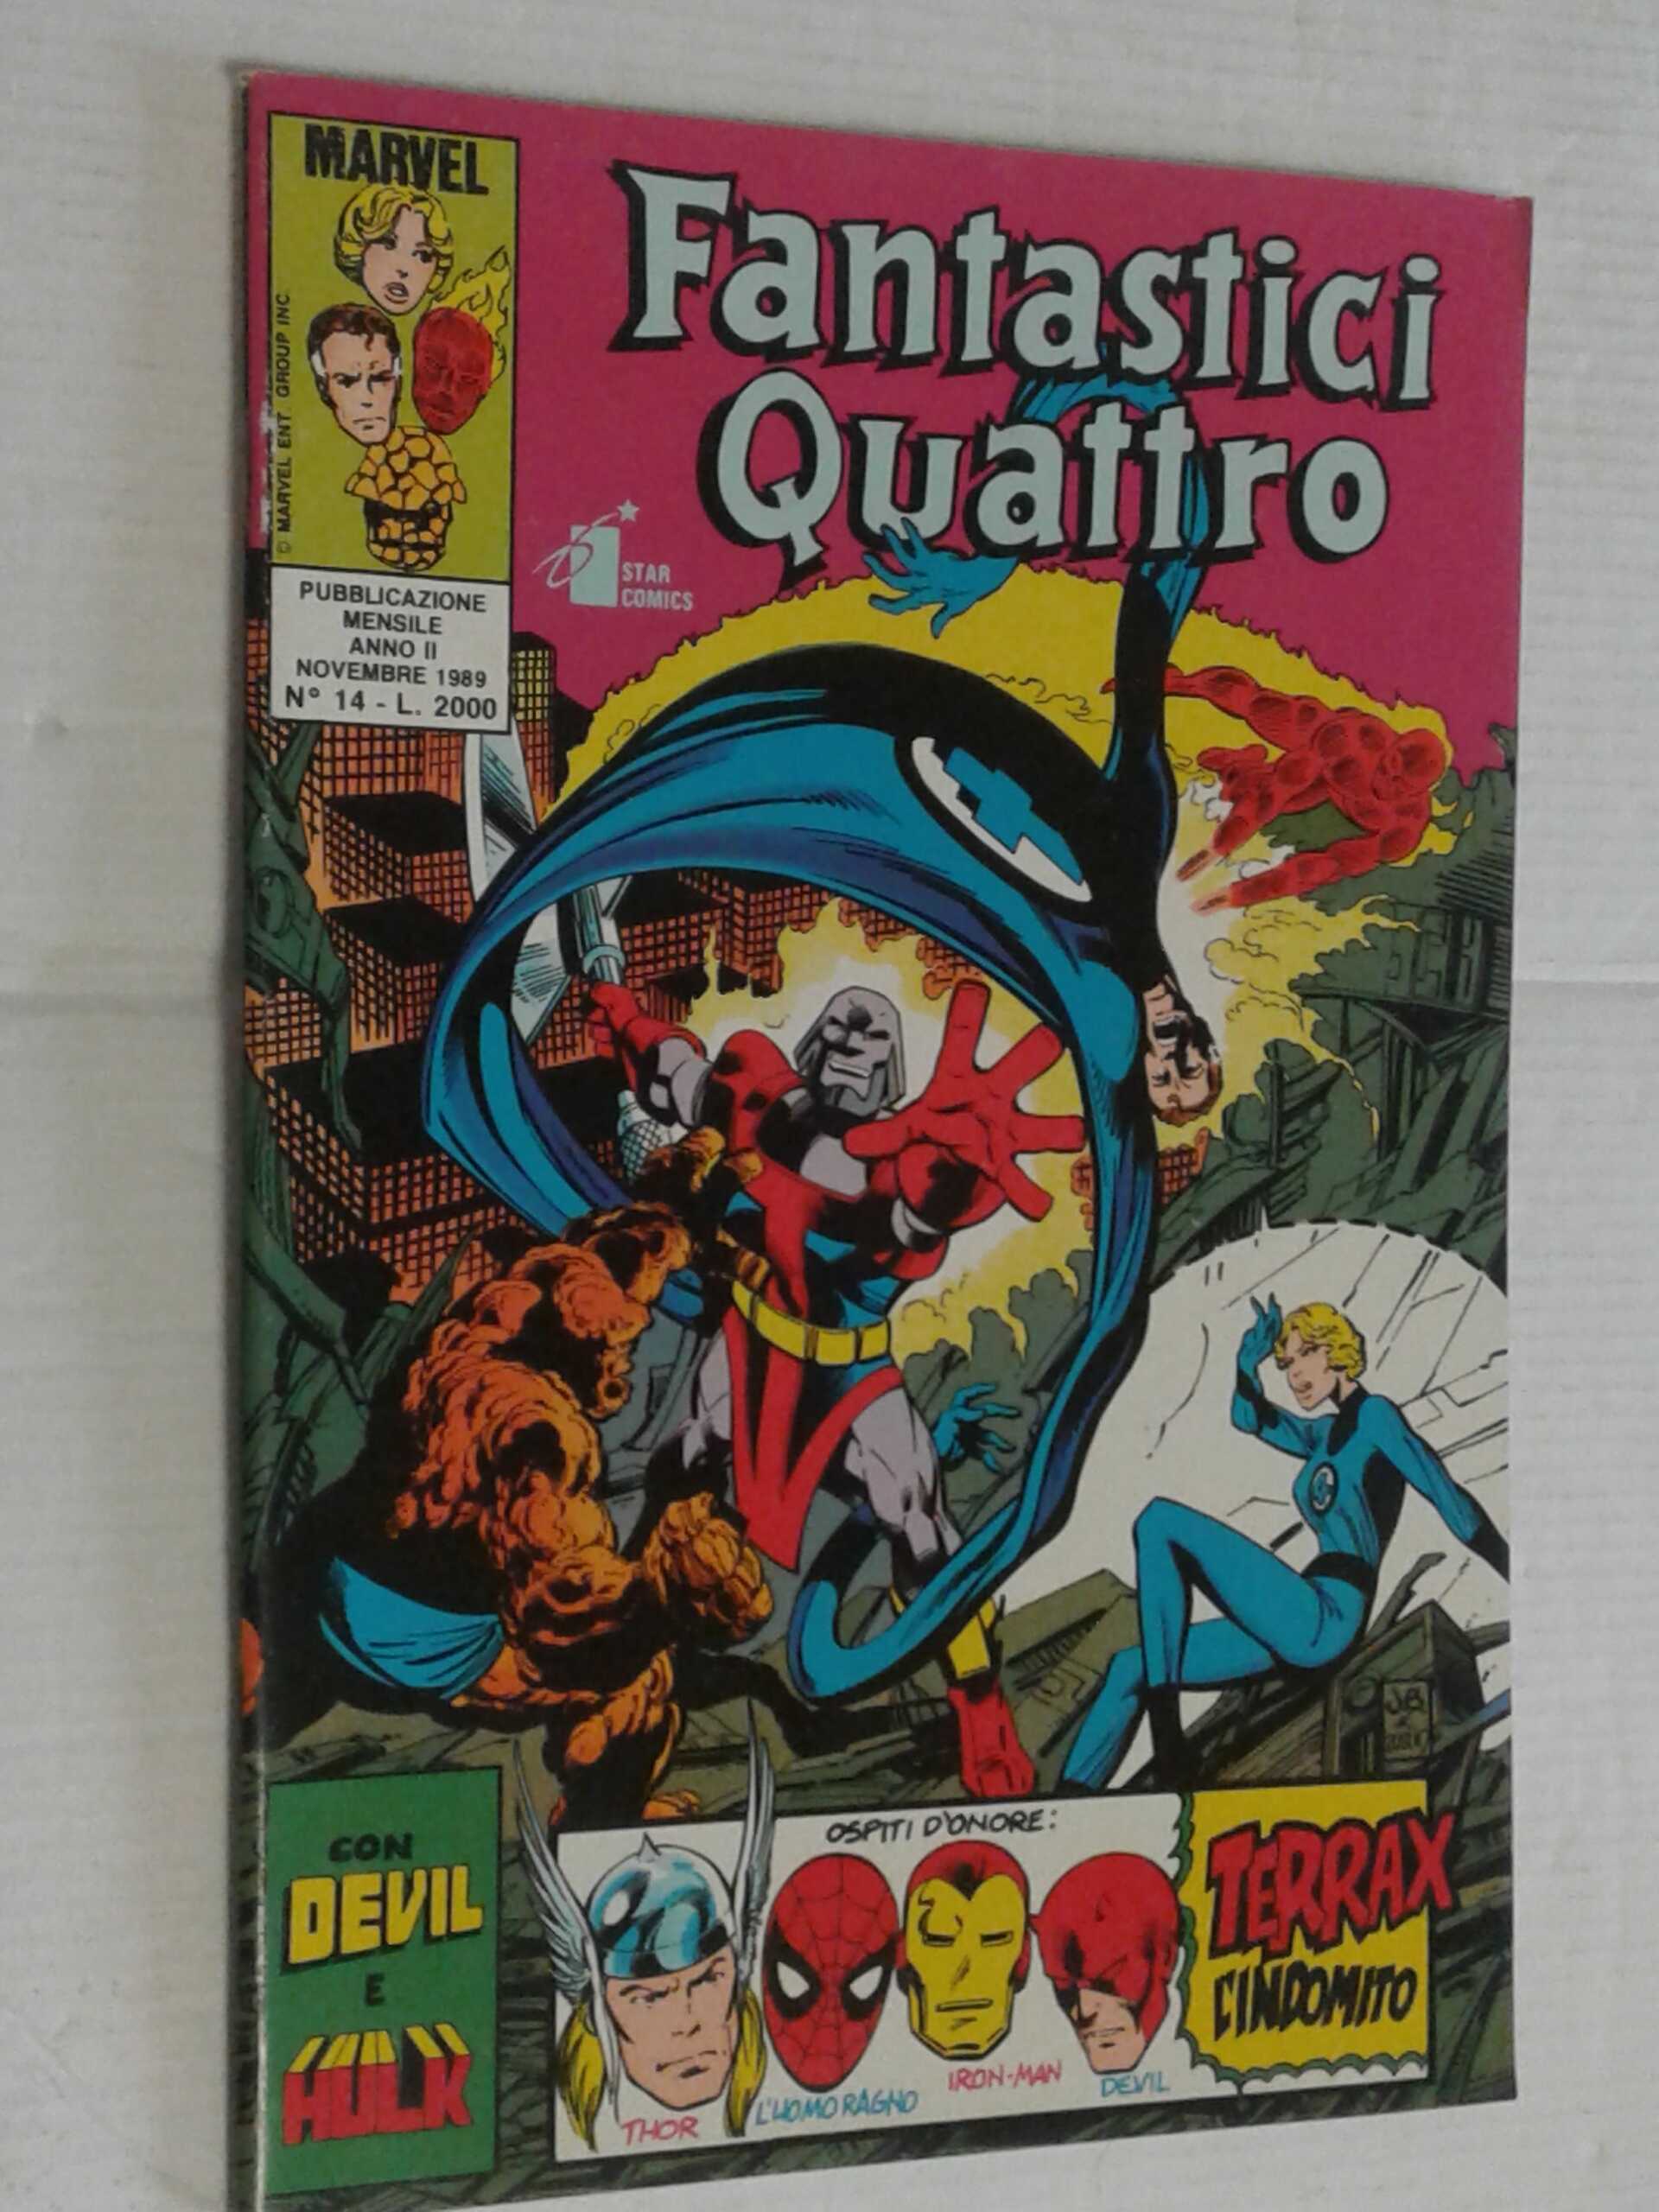 MARVEL
© MARVEL ENT. GROUP INC.
Fantastici
Quattro
STAR
COMICS
PUBBLICAZIONE
MENSILE
ANNO II
NOVEMBRE 1989
N° 14 - L. 2000
CON
DEVIL
E
HULK
OSPITI D'ONORE:
THOR
L'UOMO RAGNO
IRON-MAN
DEVIL
TERRAX
L'INDOMITO